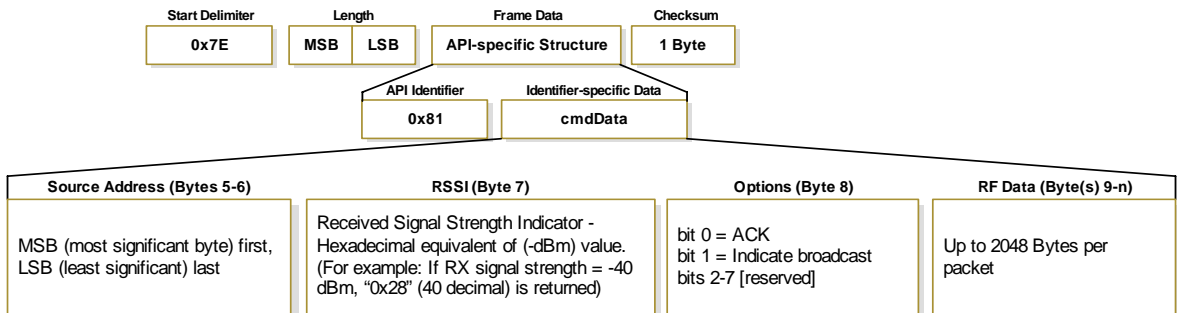 Start Delimiter
Length
Frame Data
Checksum
0x7E
MSB
LSB
API-specific Structure
1 Byte
API Identifier
Identifier-specific Data
0x81
cmdData
Source Address (Bytes 5-6)
MSB (most significant byte) first,
LSB (least significant) last
RSSI (Byte 7)
Received Signal Strength Indicator -
Hexadecimal equivalent of (-dBm) value.
(For example: If RX signal strength = -40
dBm, “0x28” (40 decimal) is returned)
Options (Byte 8)
bit 0 = ACK
bit 1 = Indicate broadcast
bits 2-7 [reserved]
RF Data (Byte(s) 9-n)
Up to 2048 Bytes per
packet